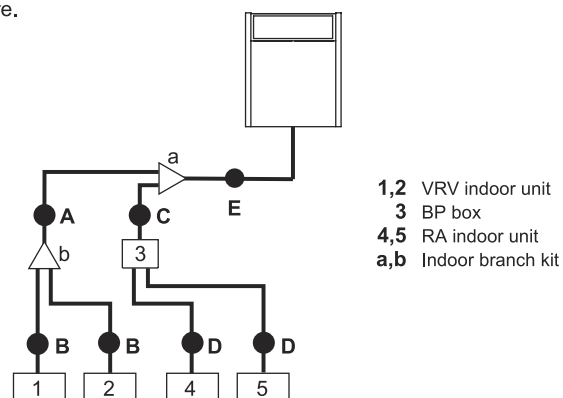 re.
a
E
A
C
b
3
B
B
D
D
1
2
4
5
1,2 VRV indoor unit
3 BP box
4,5 RA indoor unit
a,b Indoor branch kit